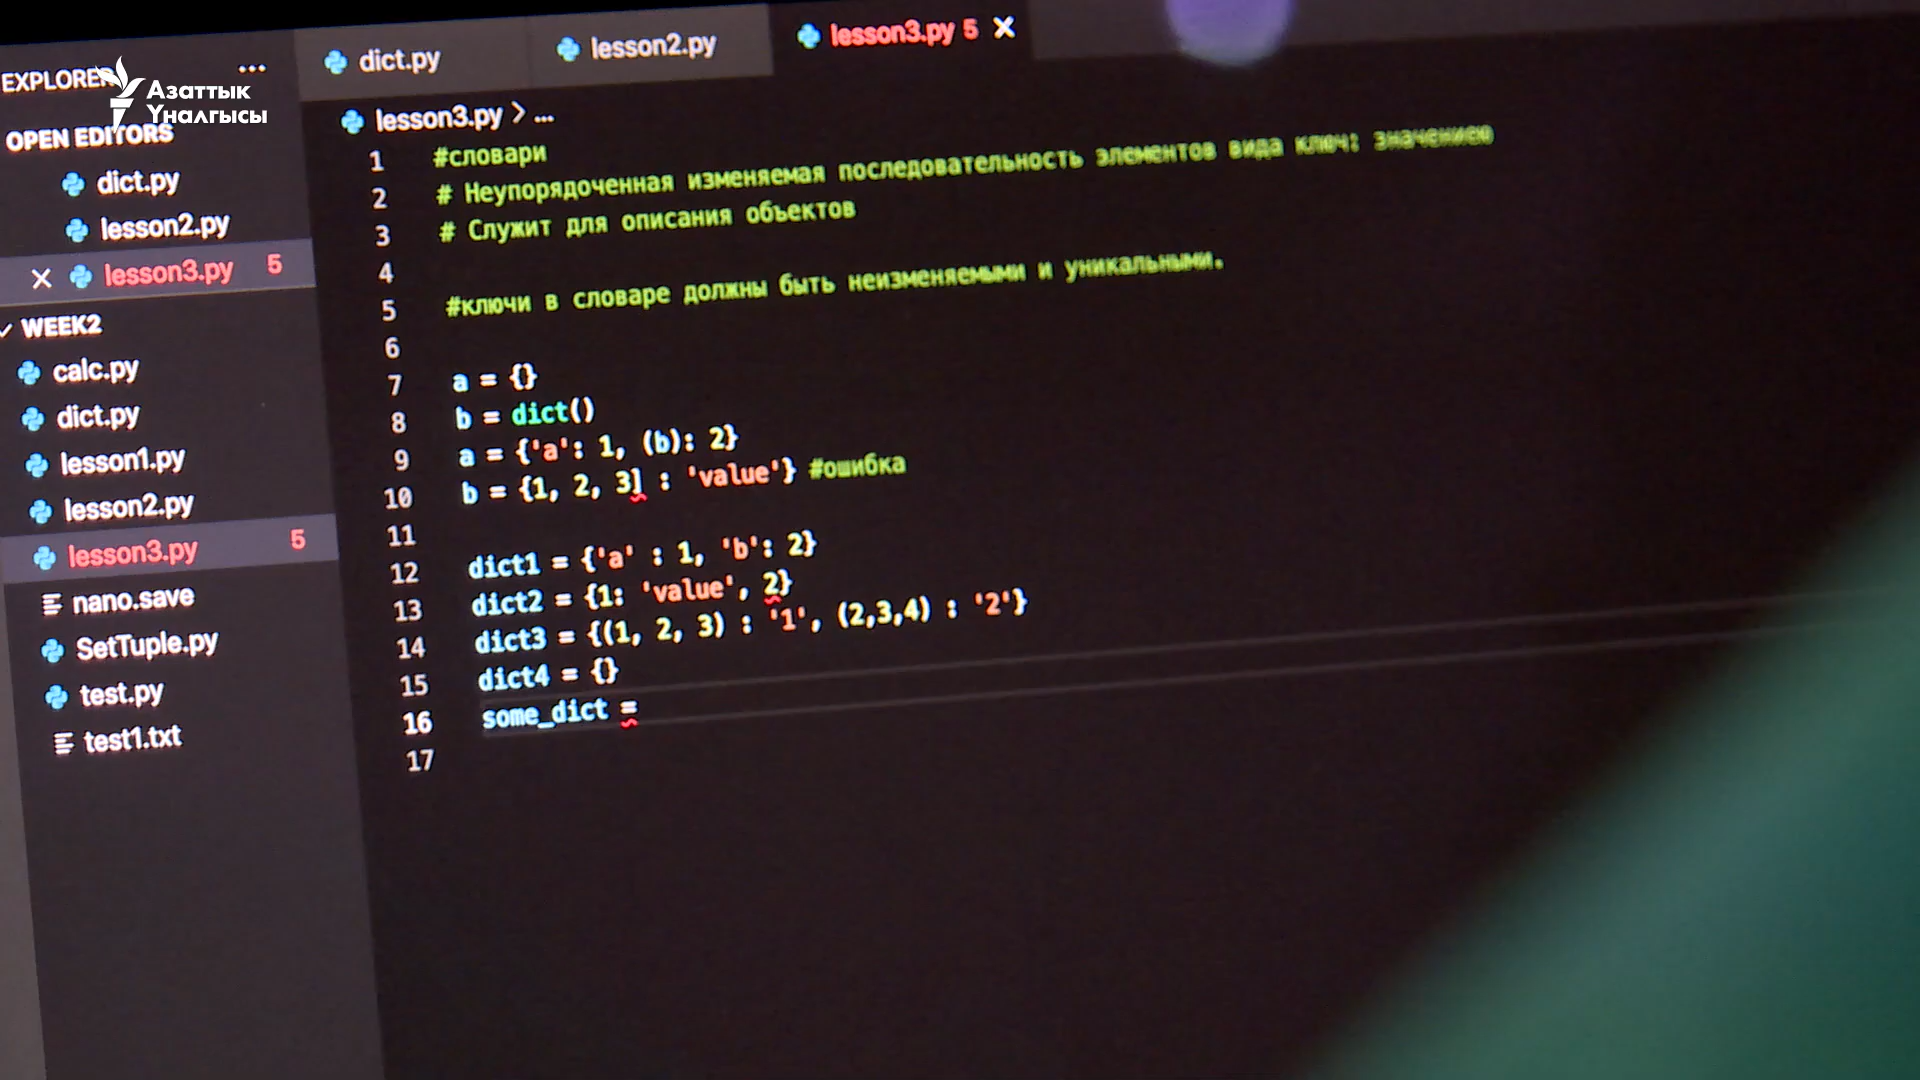 EXPLORER ...
Азаттык
Үналгысы
OPEN EDITORS
dict.py
lesson2.py
lesson3.py 5
WEEK2
calc.py
dict.py
lesson1.py
lesson2.py
lesson3.py 5
nano.save
SetTuple.py
test.py
test1.txt
dict.py lesson2.py lesson3.py 5
lesson3.py > ...
1 #словари
2 # Неупорядоченная изменяемая последовательность элементов вида ключ: значениею
3 # Служит для описания объектов
4
5 #ключи в словаре должны быть неизменяемыми и уникальными.
6
7 a = {}
8 b = dict()
9 a = {'a': 1, (b): 2}
10 b = {1, 2, 3] : 'value'} #ошибка
11
12 dict1 = {'a' : 1, 'b': 2}
13 dict2 = {1: 'value', 2}
14 dict3 = {(1, 2, 3) : '1', (2,3,4) : '2'}
15 dict4 = {}
16 some_dict =
17